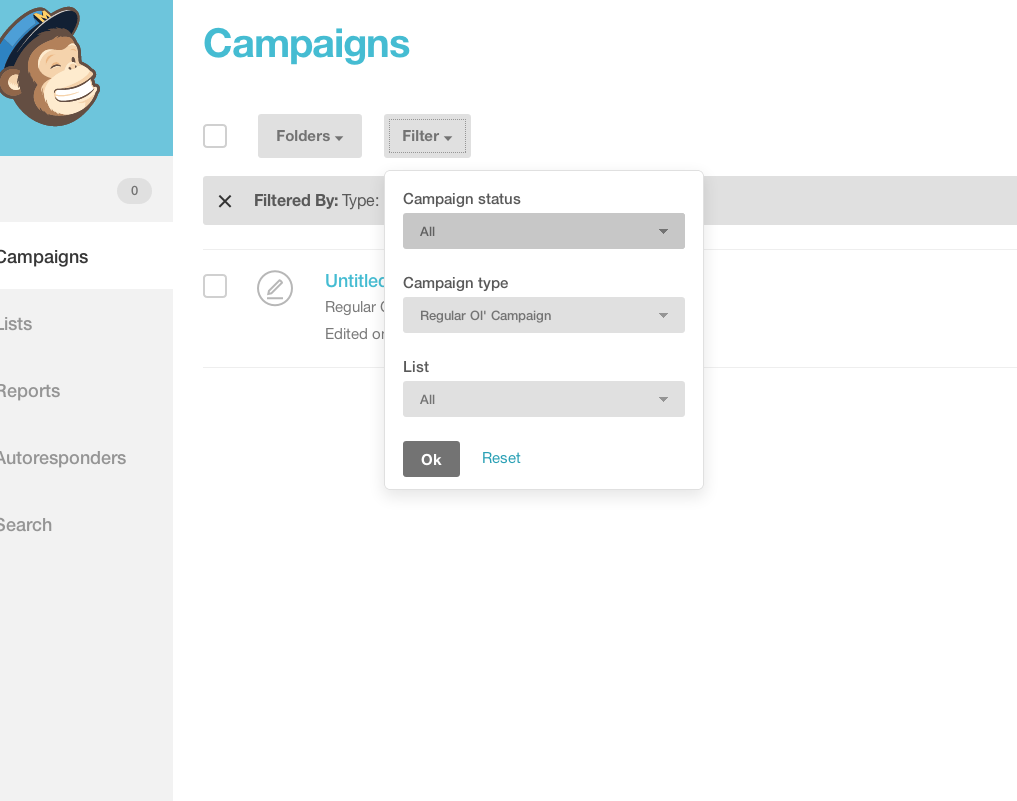 Campaigns
Folders
Filter
Filtered By: Type:
Campaign status
All
Campaign type
Regular Ol' Campaign
List
All
Ok
Reset
Untitled
Regular
Edited on
0
Campaigns
Lists
Reports
Autoresponders
Search